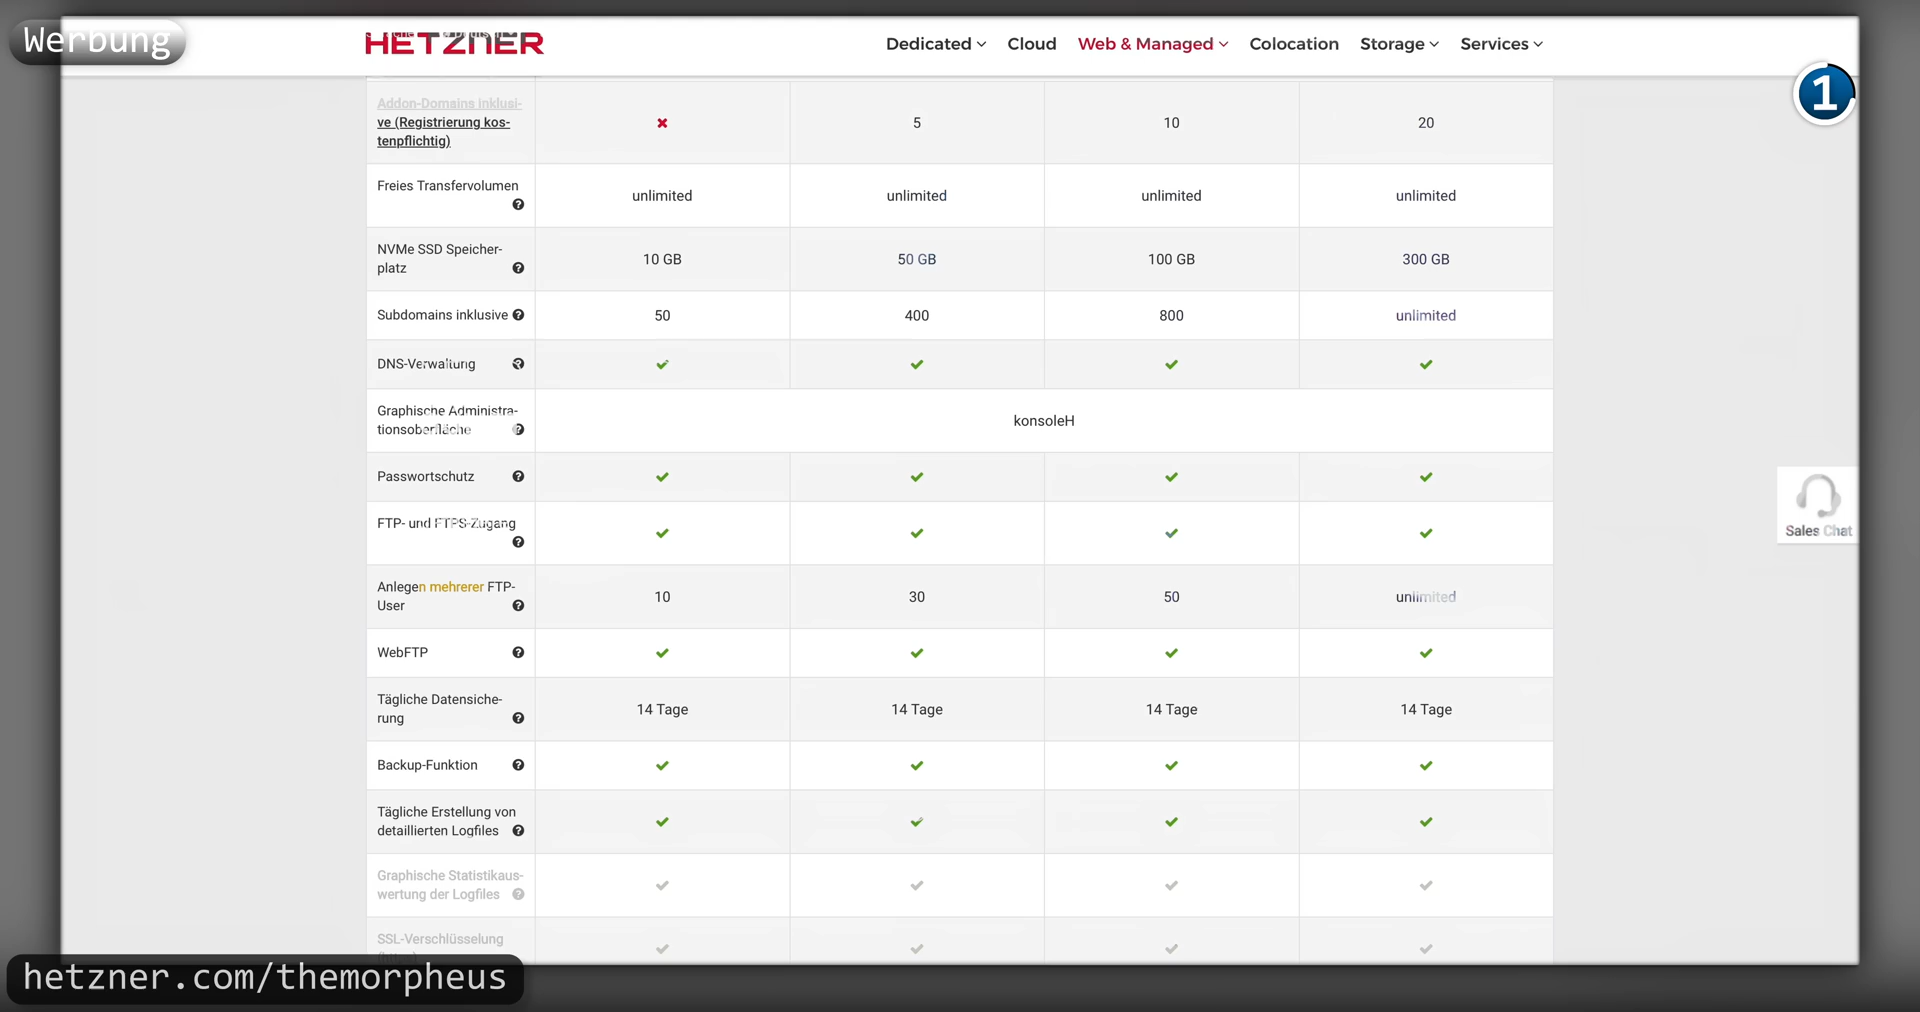 Werbung
HETZNER
Dedicated Cloud Web & Managed Colocation Storage Services
1
Addon-Domains inklusi-
ve (Registrierung kos-
tenpflichtig)
5 10 20
Freies Transfervolumen
unlimited unlimited unlimited unlimited
NVMe SSD Speicher-
platz
10 GB 50 GB 100 GB 300 GB
Subdomains inklusive 50 400 800 unlimited
DNS-Verwaltung
Graphische Administra-
tionsoberfläche
konsoleH
Passwortschutz
FTP- und FTPS-Zugang
Anlegen mehrerer FTP-
User
10 30 50 unlimited
WebFTP
Tägliche Datensiche-
rung
14 Tage 14 Tage 14 Tage 14 Tage
Backup-Funktion
Tägliche Erstellung von
detaillierten Logfiles
Graphische Statistikaus-
wertung der Logfiles
SSL-Verschlüsselung
Sales Chat
hetzner.com/themorpheus